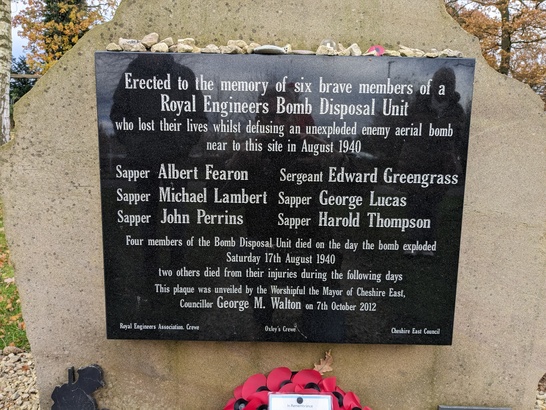 Erected to the memory of six brave members of a
Royal Engineers Bomb Disposal Unit
who lost their lives whilst defusing an unexploded enemy aerial bomb
near to this site in August 1940
Sapper Albert Fearon Sergeant Edward Greengrass
Sapper Michael Lambert Sapper George Lucas
Sapper John Perrins Sapper Harold Thompson
Four members of the Bomb Disposal Unit died on the day the bomb exploded
Saturday 17th August 1940
two others died from their injuries during the following days
This plaque was unveiled by the Worshipful the Mayor of Cheshire East,
Councillor George M. Walton on 7th October 2012
Royal Engineers Association, Crewe Oxley's Crewe Cheshire East Council